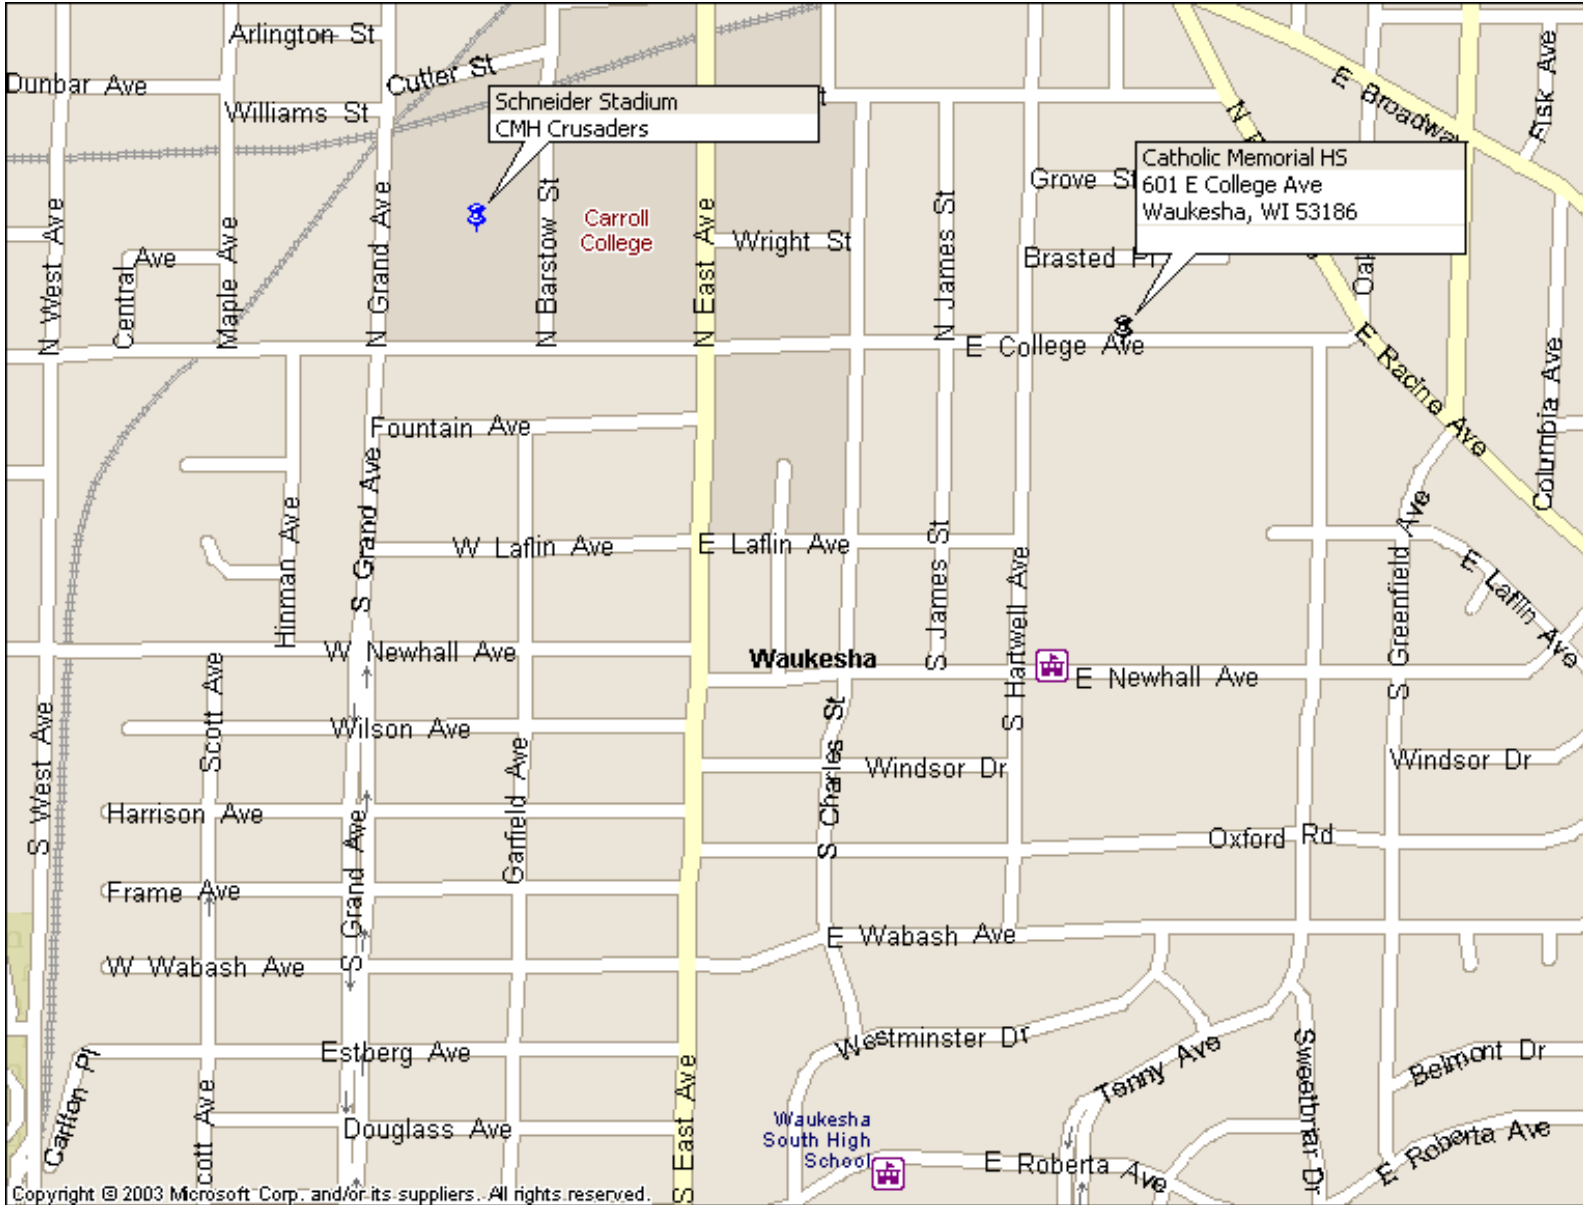 Arlington St
Dunbar Ave
Cutler St
Williams St
Schneider Stadium
CMH Crusaders
E Broadway
Fisk Ave
Catholic Memorial HS
601 E College Ave
Waukesha, WI 53186
Grove St
N West Ave
Central Ave
Maple Ave
N Grand Ave
N Barstow St
Carroll
College
N East Ave
Wright St
N James St
Brasted Pl
E College Ave
E Racine Ave
Columbia Ave
Fountain Ave
Hinman Ave
S Grand Ave
W Laflin Ave
E Laflin Ave
S James St
S Hartwell Ave
S Greenfield Ave
E Laflin Ave
W Newhall Ave
Waukesha
E Newhall Ave
Scott Ave
S West Ave
Wilson Ave
Garfield Ave
S Charles St
Windsor Dr
Windsor Dr
Harrison Ave
S Grand Ave
Oxford Rd
Frame Ave
W Wabash Ave
E Wabash Ave
Estberg Ave
Carlton Pl
Scott Ave
Westminster Dr
Tenny Ave
Sweetbriar Dr
Belmont Dr
Douglass Ave
S East Ave
Waukesha
South High
School
E Roberta Ave
E Roberta Ave
Copyright © 2003 Microsoft Corp. and/or its suppliers. All rights reserved.